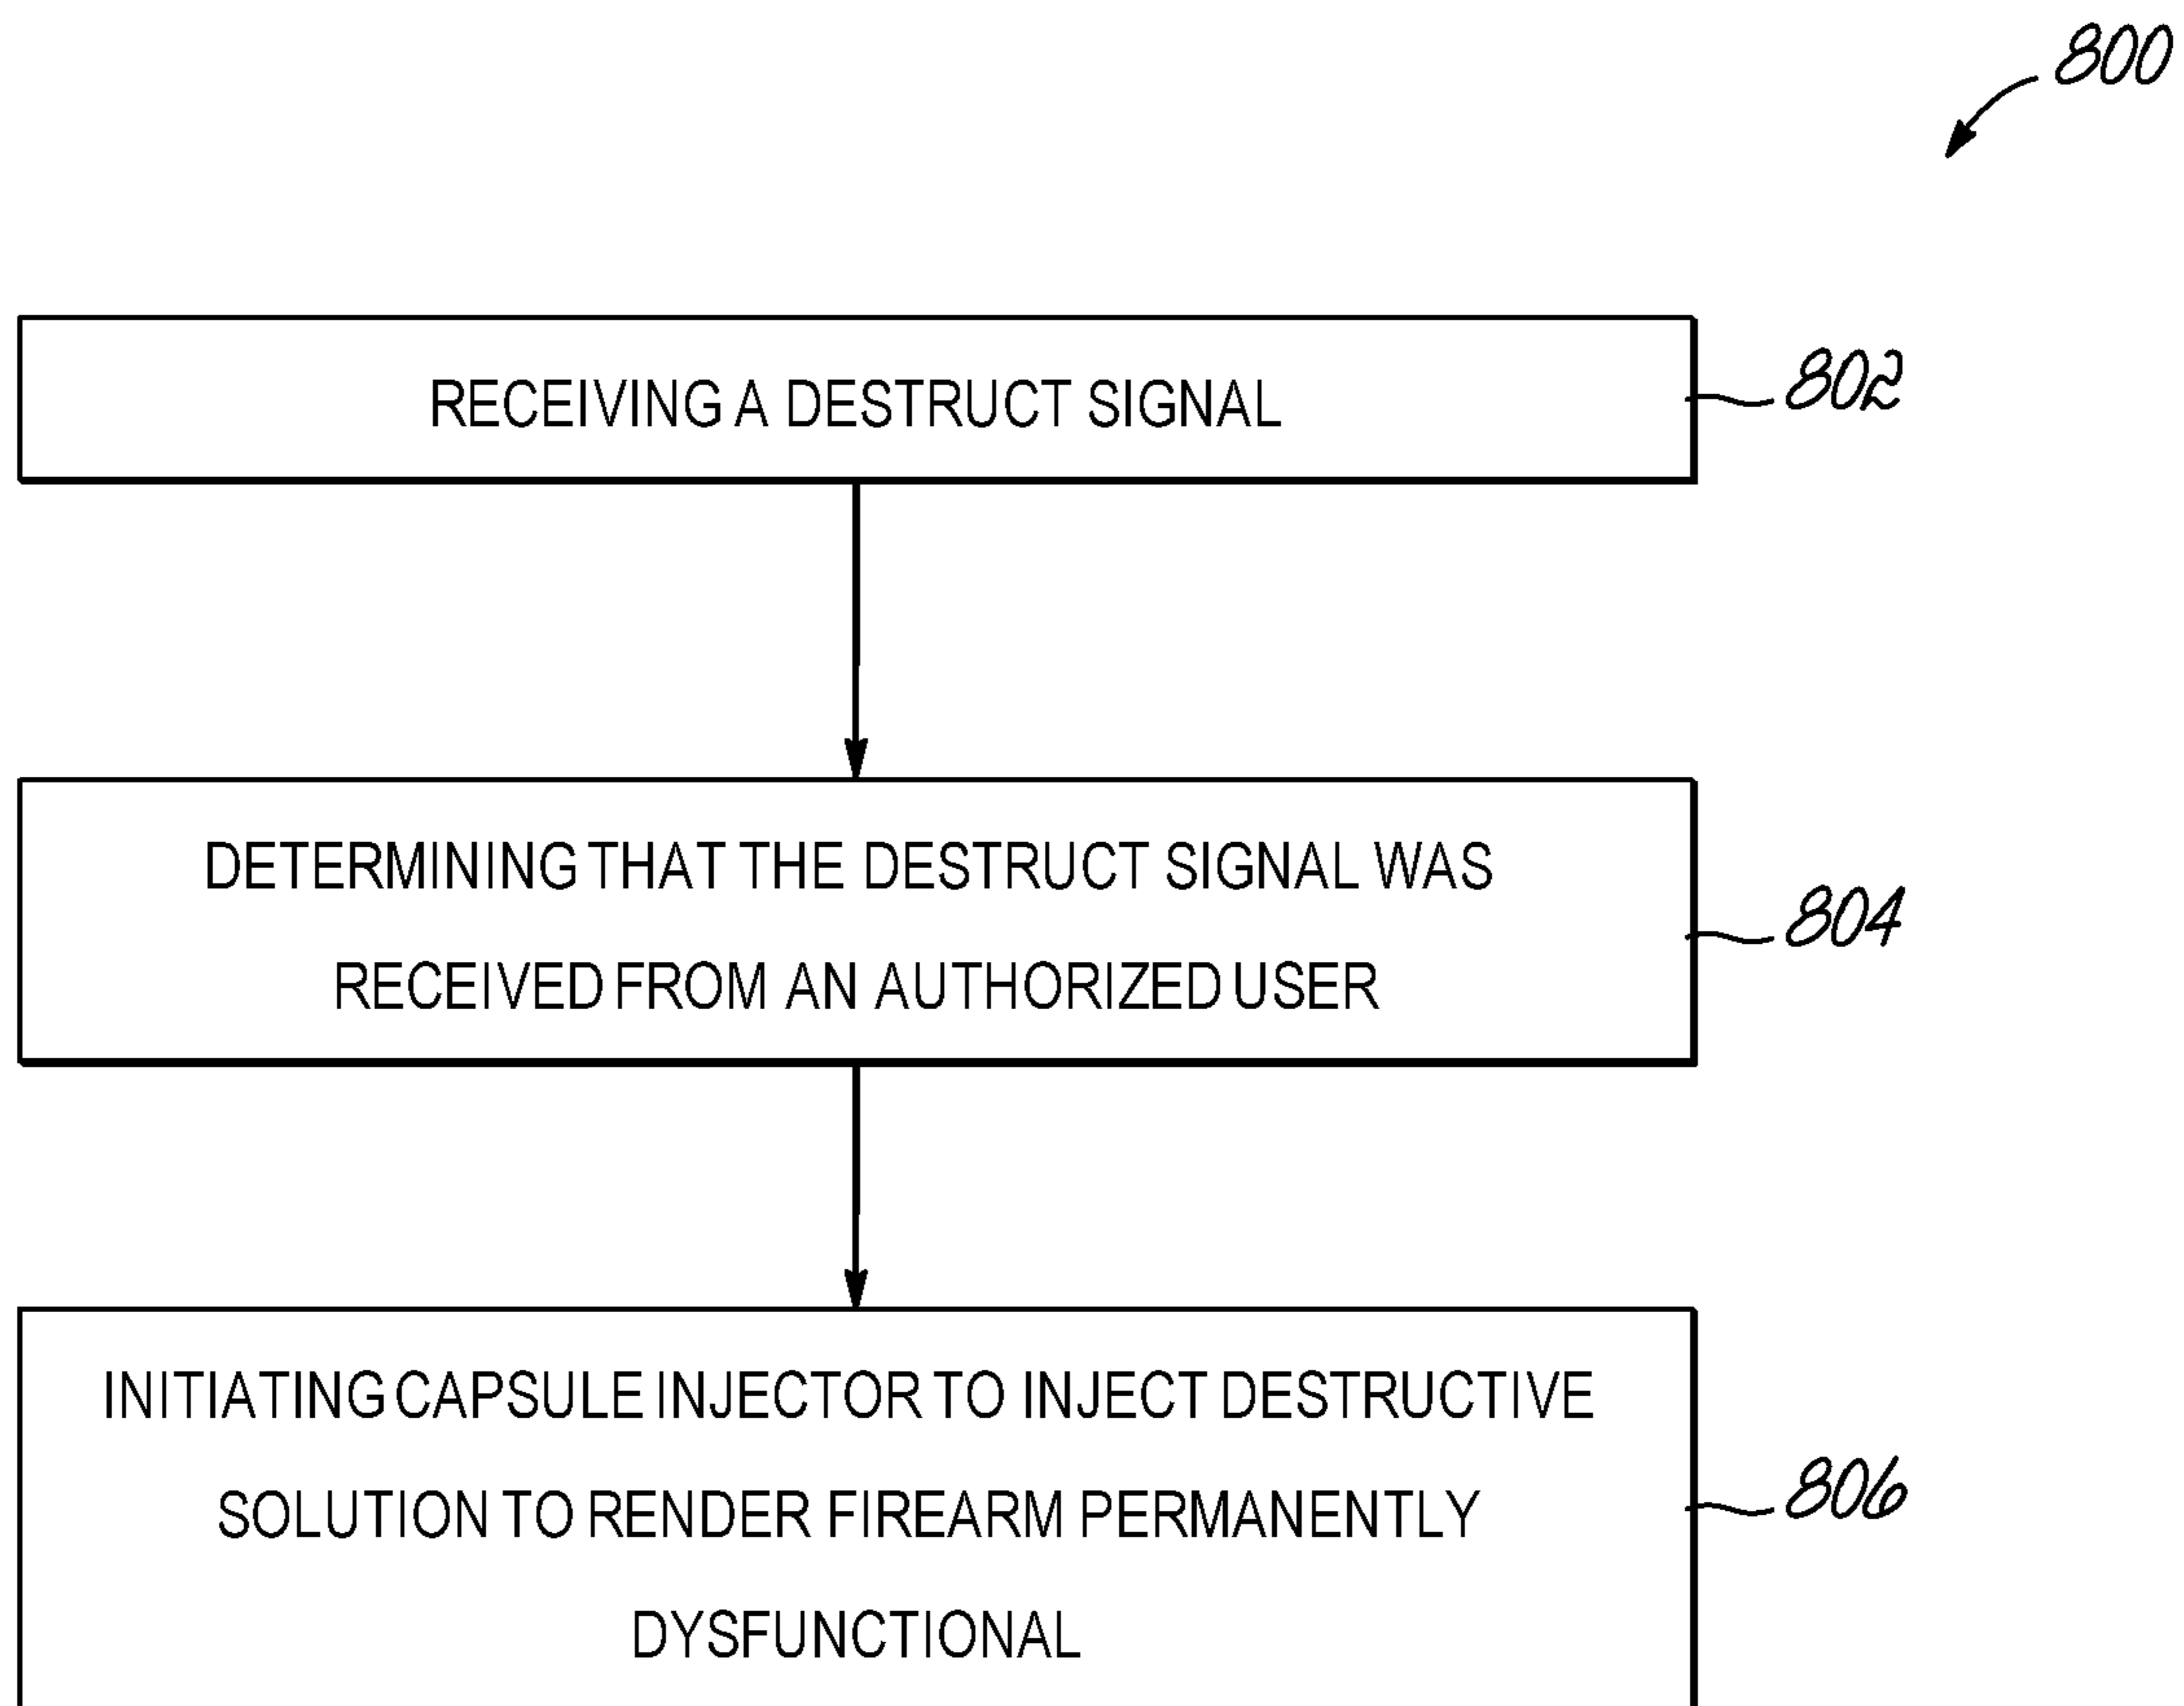 800
RECEIVING A DESTRUCT SIGNAL
802
DETERMINING THAT THE DESTRUCT SIGNAL WAS
RECEIVED FROM AN AUTHORIZED USER
804
INITIATING CAPSULE INJECTOR TO INJECT DESTRUCTIVE
SOLUTION TO RENDER FIREARM PERMANENTLY
DYSFUNCTIONAL
806